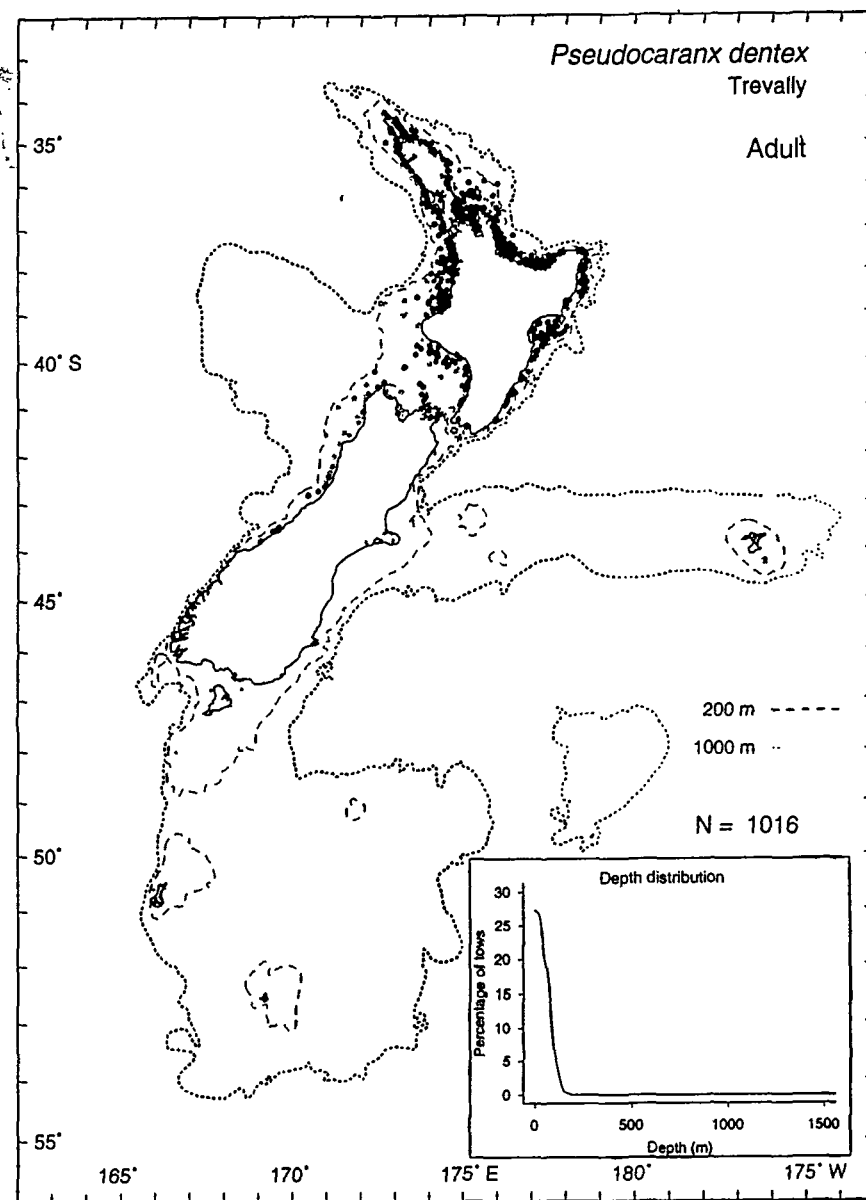 Pseudocaranx dentex
Trevally
Adult
35°
40° S
45°
50°
55°
200 m
1000 m
N = 1016
Depth distribution
Percentage of tows
30
25
20
15
10
5
0
0 500 1000 1500
Depth (m)
165° 170° 175° E 180° 175° W